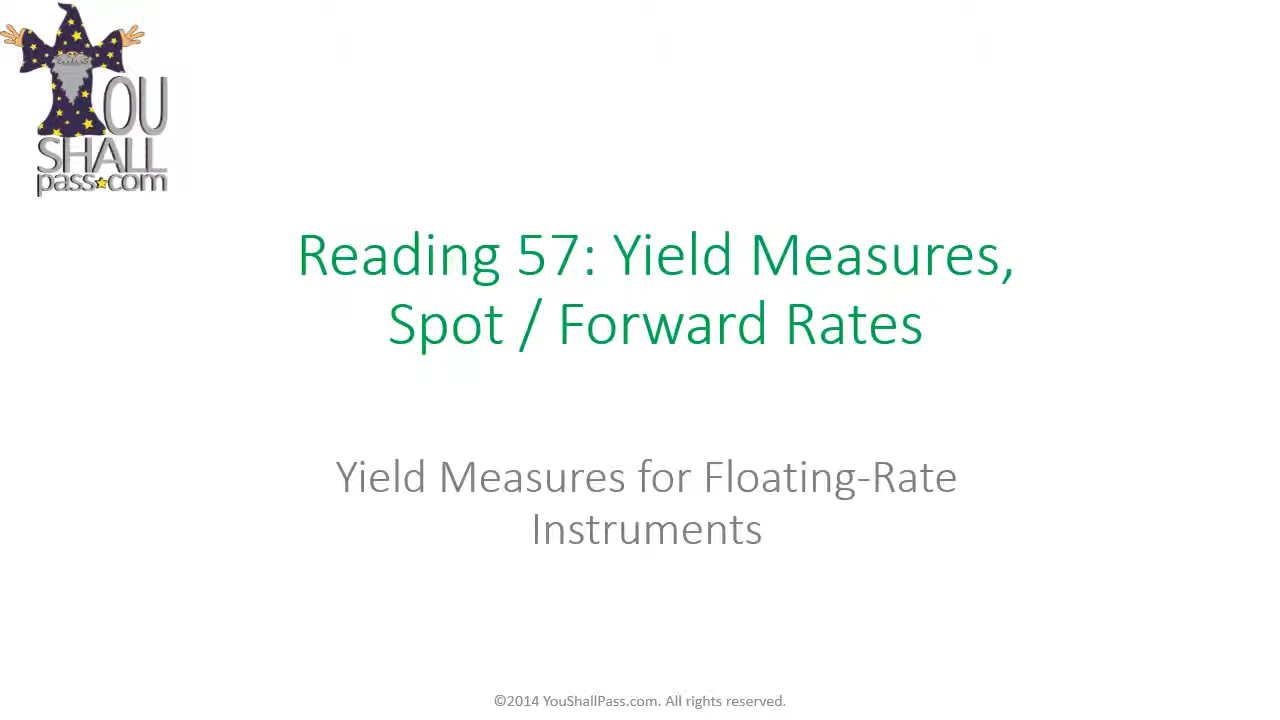 YOU
SHALL
pass.com
Reading 57: Yield Measures,
Spot / Forward Rates
Yield Measures for Floating-Rate
Instruments
©2014 YouShallPass.com. All rights reserved.